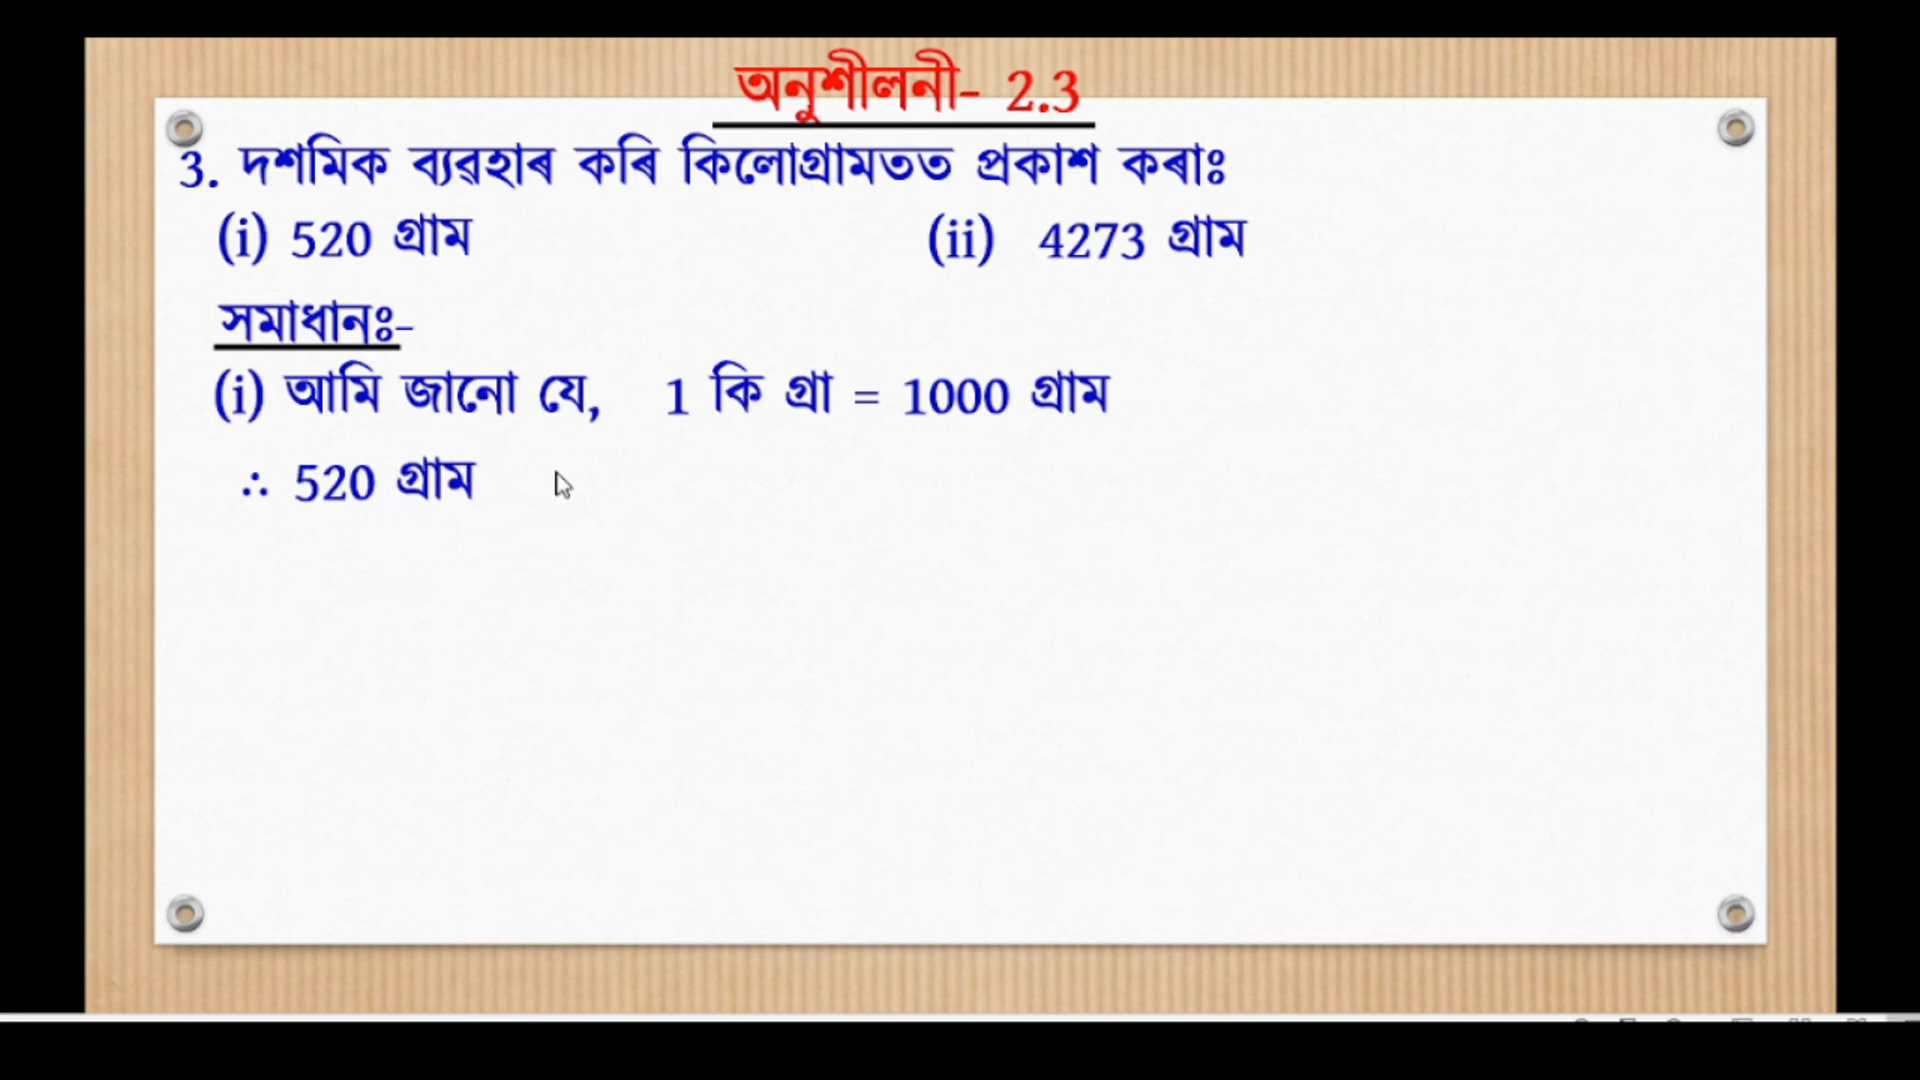 অনুশীলনী- 2.3
3. দশমিক ব্যৱহাৰ কৰি কিলোগ্ৰামতত প্ৰকাশ কৰাঃ
(i) 520 গ্ৰাম (ii) 4273 গ্ৰাম
সমাধানঃ-
(i) আমি জানো যে, 1 কি গ্ৰা = 1000 গ্ৰাম
∴ 520 গ্ৰাম